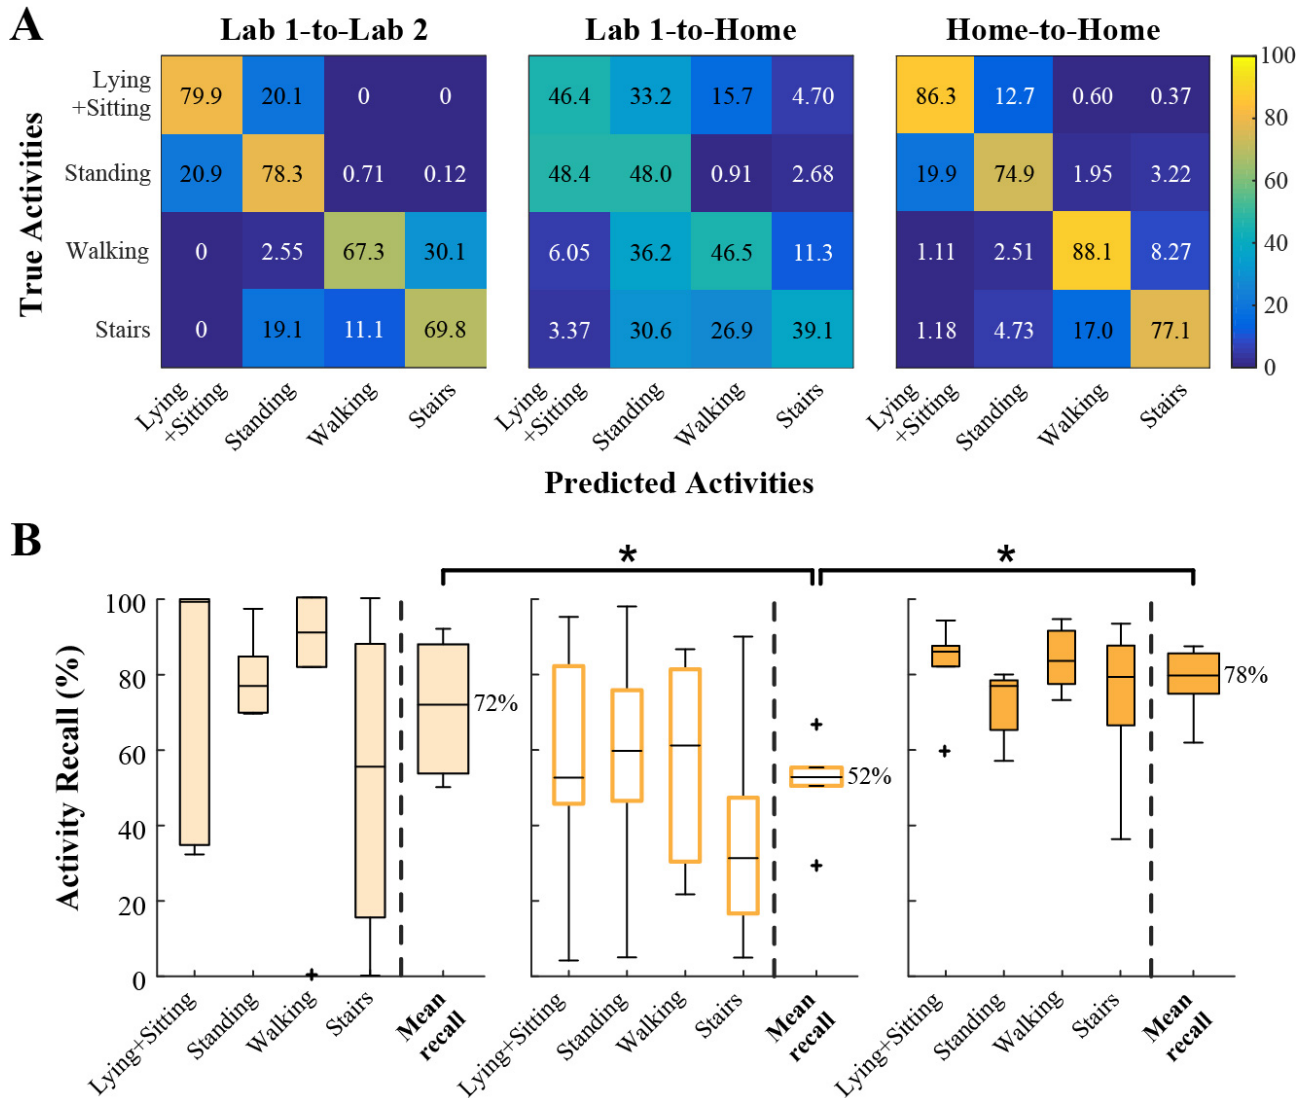 A
Lab 1-to-Lab 2
Lab 1-to-Home
Home-to-Home
True Activities
Lying
+Sitting
79.9 20.1 0 0
46.4 33.2 15.7 4.70
86.3 12.7 0.60 0.37
Standing
20.9 78.3 0.71 0.12
48.4 48.0 0.91 2.68
19.9 74.9 1.95 3.22
Walking
0 2.55 67.3 30.1
6.05 36.2 46.5 11.3
1.11 2.51 88.1 8.27
Stairs
0 19.1 11.1 69.8
3.37 30.6 26.9 39.1
1.18 4.73 17.0 77.1
100
80
60
40
20
0
Lying
+Sitting
Standing
Walking
Stairs
Lying
+Sitting
Standing
Walking
Stairs
Lying
+Sitting
Standing
Walking
Stairs
Predicted Activities
B
*
*
Activity Recall (%)
100
80
60
40
20
0
72%
52%
78%
Lying+Sitting
Standing
Walking
Stairs
Mean
recall
Lying+Sitting
Standing
Walking
Stairs
Mean
recall
Lying+Sitting
Standing
Walking
Stairs
Mean
recall